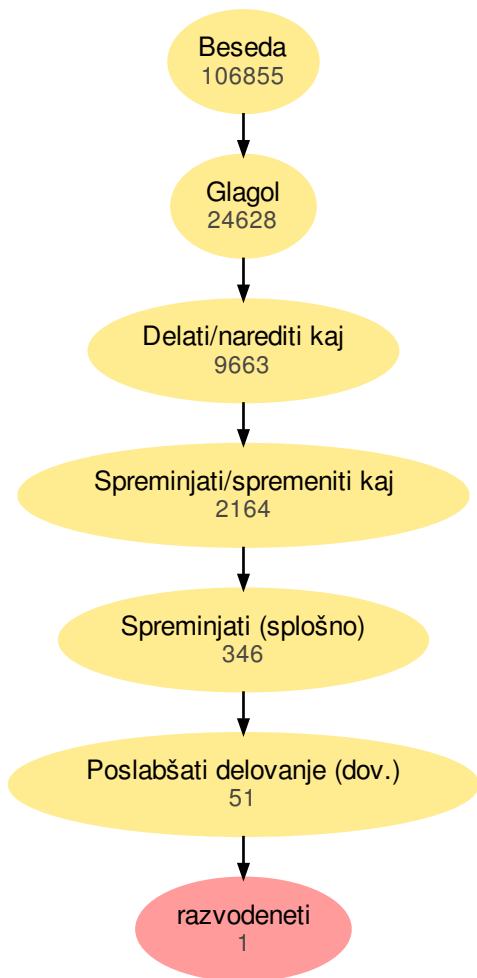 Beseda
106855
Glagol
24628
Delati/narediti kaj
9663
Spreminjati/spremeniti kaj
2164
Spreminjati (splošno)
346
Poslabšati delovanje (dov.)
51
razvodeneti
1